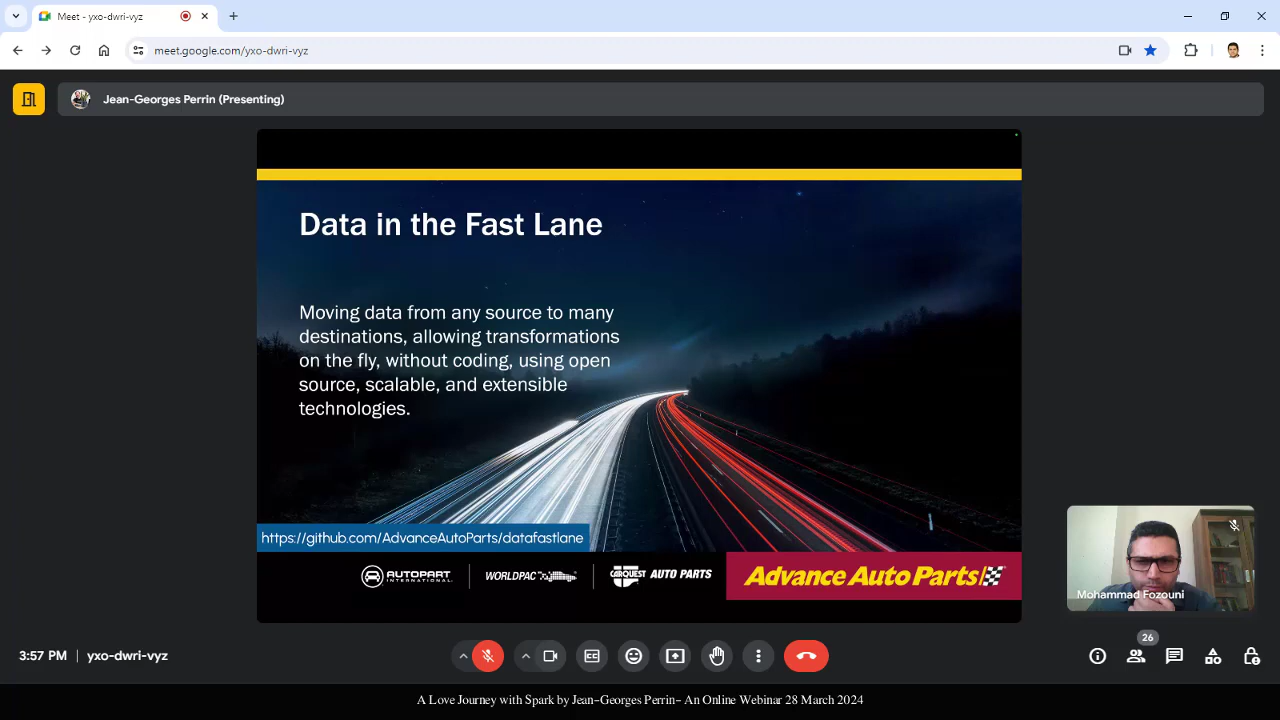 Meet - yxo-dwri-vyz
meet.google.com/yxo-dwri-vyz
Jean-Georges Perrin (Presenting)
Data in the Fast Lane
Moving data from any source to many
destinations, allowing transformations
on the fly, without coding, using open
source, scalable, and extensible
technologies.
https://github.com/AdvanceAutoParts/datafastlane
AUTOPART
INTERNATIONAL
WORLDPAC
CARQUEST AUTO PARTS
Advance Auto Parts
Mohammad Fozouni
3:57 PM | yxo-dwri-vyz
CC
26
A Love Journey with Spark by Jean-Georges Perrin- An Online Webinar 28 March 2024